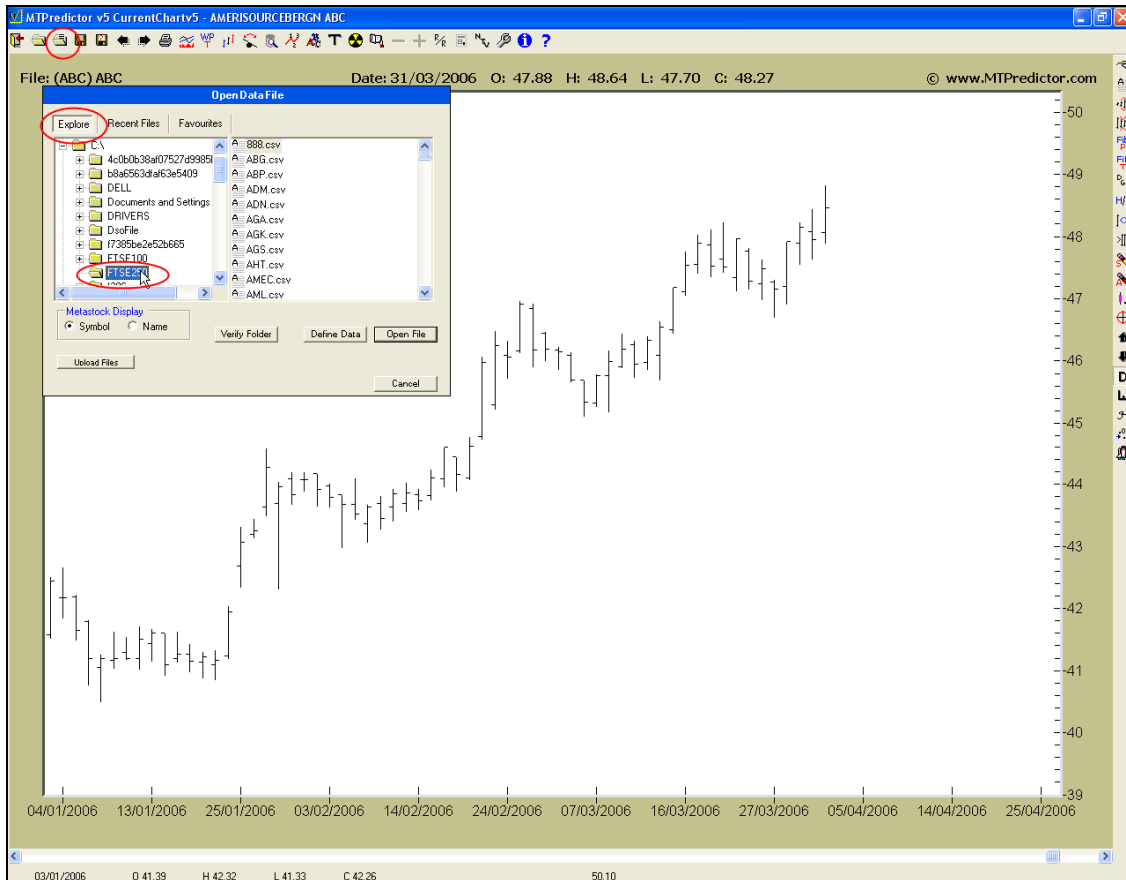 MTPredictor v5 CurrentChartv5 - AMERISOURCEBERGN ABC
File: (ABC) ABC Date: 31/03/2006 O: 47.88 H: 48.64 L: 47.70 C: 48.27 © www.MTPredictor.com
Open Data File
Explore Recent Files Favourites
C:\
4c0b0b38af07527d9985
b8a6563dfaf63e5409
DELL
Documents and Settings
DRIVERS
DsoFile
f7385be2e52b665
FTSE100
FTSE250
888.csv
ABG.csv
ABP.csv
ADM.csv
ADN.csv
AGA.csv
AGK.csv
AGS.csv
AHT.csv
AMEC.csv
AML.csv
Metastock Display
Symbol Name
Verify Folder Define Data Open File
Upload Files
Cancel
50
49
48
47
46
45
44
43
42
41
40
39
04/01/2006 13/01/2006 25/01/2006 03/02/2006 14/02/2006 24/02/2006 07/03/2006 16/03/2006 27/03/2006 05/04/2006 14/04/2006 25/04/2006
03/01/2006 O 41.39 H 42.32 L 41.33 C 42.26 50.10